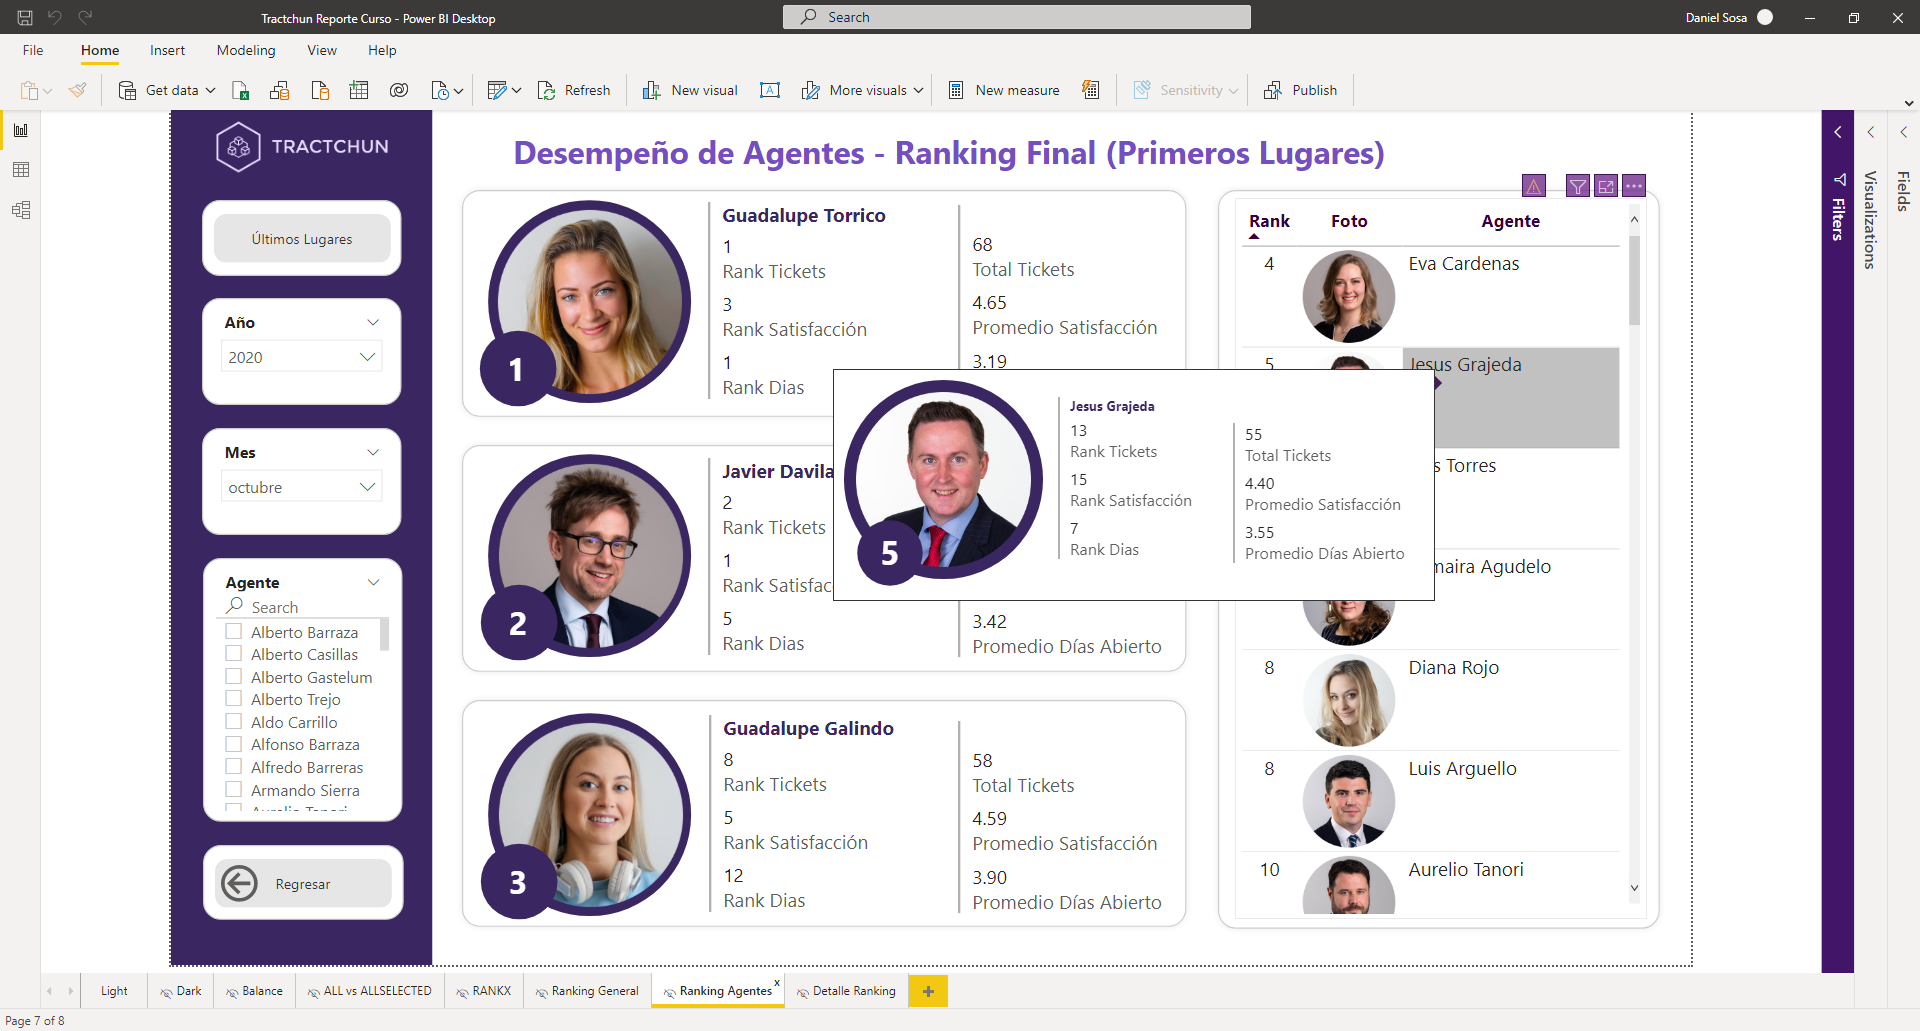 Tractchun Reporte Curso - Power BI Desktop
Search
Daniel Sosa
File
Home
Insert
Modeling
View
Help
Get data
Refresh
New visual
More visuals
New measure
Sensitivity
Publish
TRACTCHUN
Últimos Lugares
Año
2020
Mes
octubre
Agente
Search
Alberto Barraza
Alberto Casillas
Alberto Gastelum
Alberto Trejo
Aldo Carrillo
Alfonso Barraza
Alfredo Barreras
Armando Sierra
Aurelio Tanori
Regresar
Desempeño de Agentes - Ranking Final (Primeros Lugares)
1
Guadalupe Torrico
1
Rank Tickets
3
Rank Satisfacción
1
Rank Dias
68
Total Tickets
4.65
Promedio Satisfacción
3.19
2
Javier Davila
2
Rank Tickets
1
Rank Satisfac
5
Rank Dias
3.42
Promedio Días Abierto
3
Guadalupe Galindo
8
Rank Tickets
5
Rank Satisfacción
12
Rank Dias
58
Total Tickets
4.59
Promedio Satisfacción
3.90
Promedio Días Abierto
5
Jesus Grajeda
13
Rank Tickets
15
Rank Satisfacción
7
Rank Dias
55
Total Tickets
4.40
Promedio Satisfacción
3.55
Promedio Días Abierto
Rank
Foto
Agente
4
Eva Cardenas
5
Jesus Grajeda
s Torres
maira Agudelo
8
Diana Rojo
8
Luis Arguello
10
Aurelio Tanori
Filters
Visualizations
Fields
Light
Dark
Balance
ALL vs ALLSELECTED
RANKX
Ranking General
Ranking Agentes
x
Detalle Ranking
+
Page 7 of 8